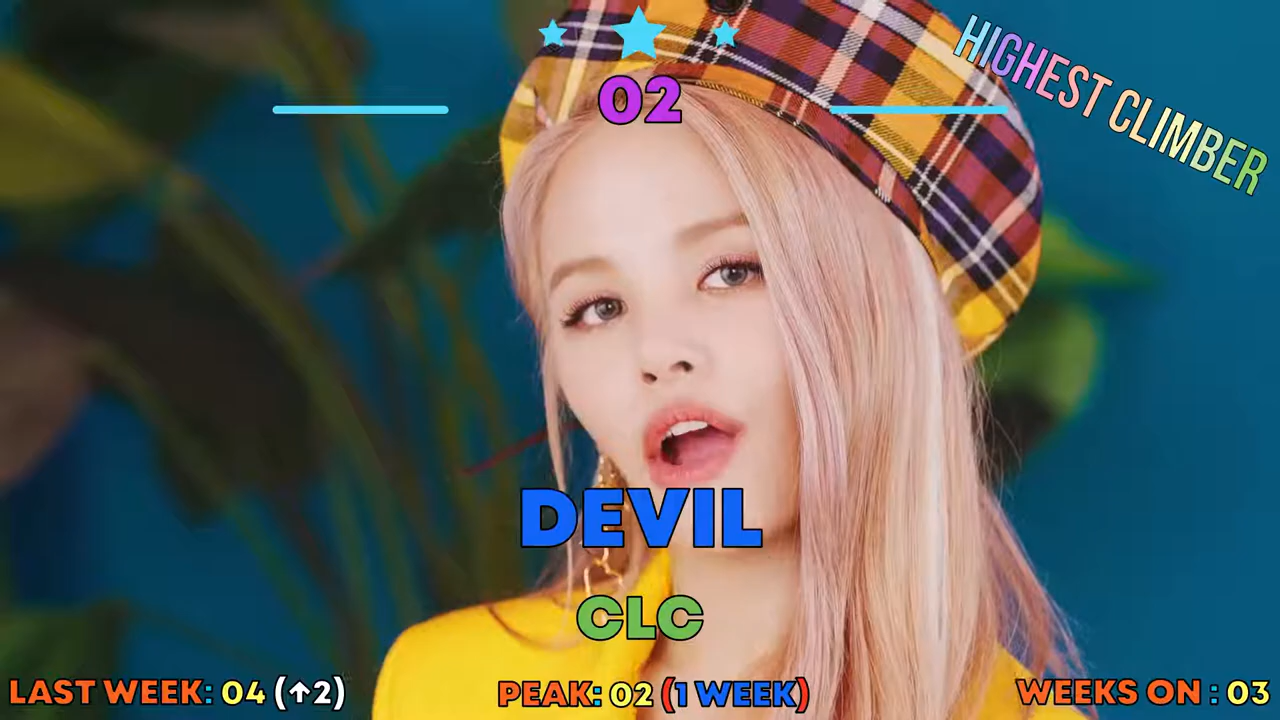 HIGHEST CLIMBER
02
DEVIL
CLC
LAST WEEK: 04 (↑2)
PEAK: 02 (1 WEEK)
WEEKS ON : 03